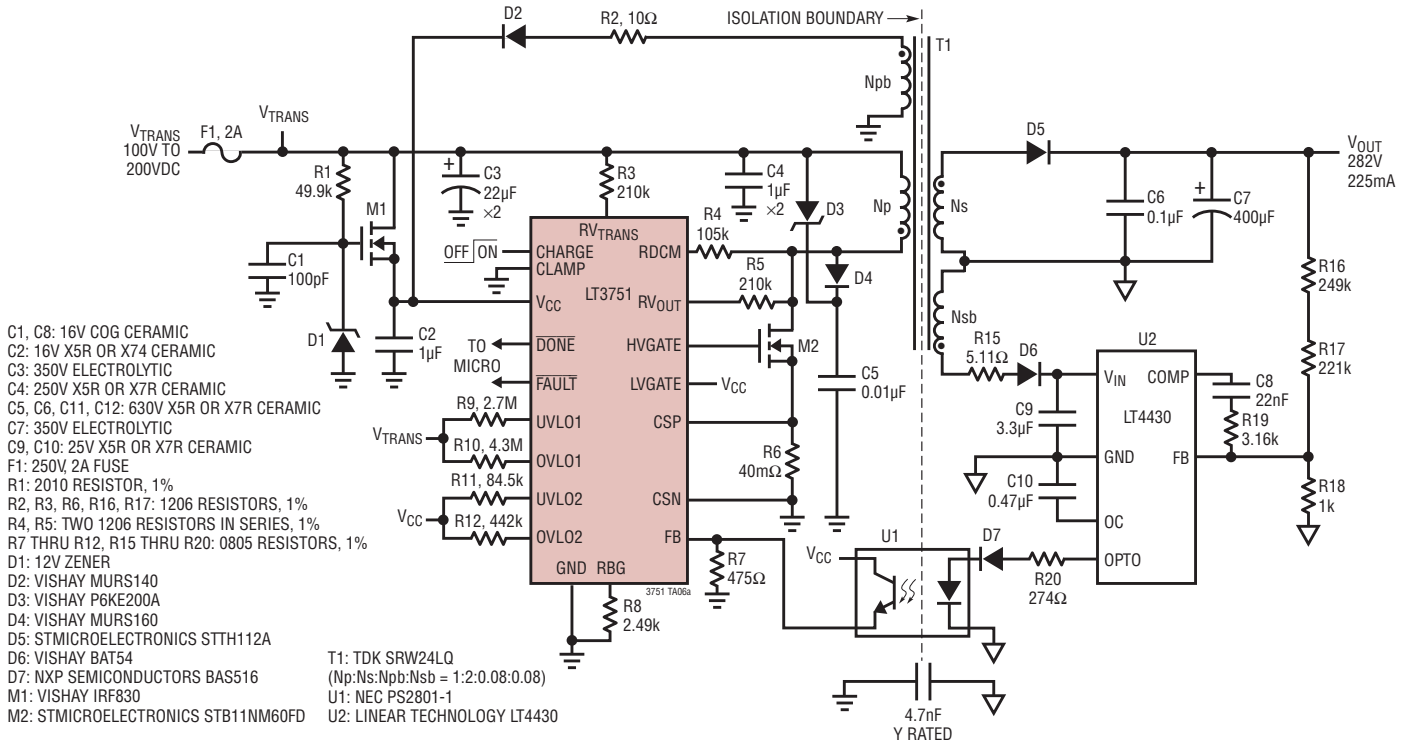 D2
R2, 10Ω
ISOLATION BOUNDARY
T1
Npb
VTRANS
100V TO
200VDC
F1, 2A
VTRANS
R1
49.9k
M1
C1
100pF
D1
C2
1µF
+
C3
22µF
×2
R3
210k
C4
1µF
×2
D3
Np
Ns
D5
VOUT
282V
225mA
C6
0.1µF
+
C7
400µF
R4
105k
R5
210k
D4
M2
C5
0.01µF
R6
40mΩ
Nsb
R15
5.11Ω
D6
R16
249k
R17
221k
R18
1k
OFF ON
RVTRANS
CHARGE
CLAMP
RDCM
LT3751
VCC
RVOUT
DONE
HVGATE
FAULT
LVGATE
VCC
UVLO1
CSP
OVLO1
UVLO2
CSN
OVLO2
FB
GND
RBG
3751 TA06a
TO
MICRO
VTRANS
R9, 2.7M
R10, 4.3M
VCC
R11, 84.5k
R12, 442k
R7
475Ω
R8
2.49k
U2
VIN
COMP
LT4430
GND
FB
OC
OPTO
C8
22nF
R19
3.16k
C9
3.3µF
C10
0.47µF
U1
VCC
D7
R20
274Ω
4.7nF
Y RATED
C1, C8: 16V COG CERAMIC
C2: 16V X5R OR X74 CERAMIC
C3: 350V ELECTROLYTIC
C4: 250V X5R OR X7R CERAMIC
C5, C6, C11, C12: 630V X5R OR X7R CERAMIC
C7: 350V ELECTROLYTIC
C9, C10: 25V X5R OR X7R CERAMIC
F1: 250V, 2A FUSE
R1: 2010 RESISTOR, 1%
R2, R3, R6, R16, R17: 1206 RESISTORS, 1%
R4, R5: TWO 1206 RESISTORS IN SERIES, 1%
R7 THRU R12, R15 THRU R20: 0805 RESISTORS, 1%
D1: 12V ZENER
D2: VISHAY MURS140
D3: VISHAY P6KE200A
D4: VISHAY MURS160
D5: STMICROELECTRONICS STTH112A
D6: VISHAY BAT54
D7: NXP SEMICONDUCTORS BAS516
M1: VISHAY IRF830
M2: STMICROELECTRONICS STB11NM60FD
T1: TDK SRW24LQ
(Np:Ns:Npb:Nsb = 1:2:0.08:0.08)
U1: NEC PS2801-1
U2: LINEAR TECHNOLOGY LT4430